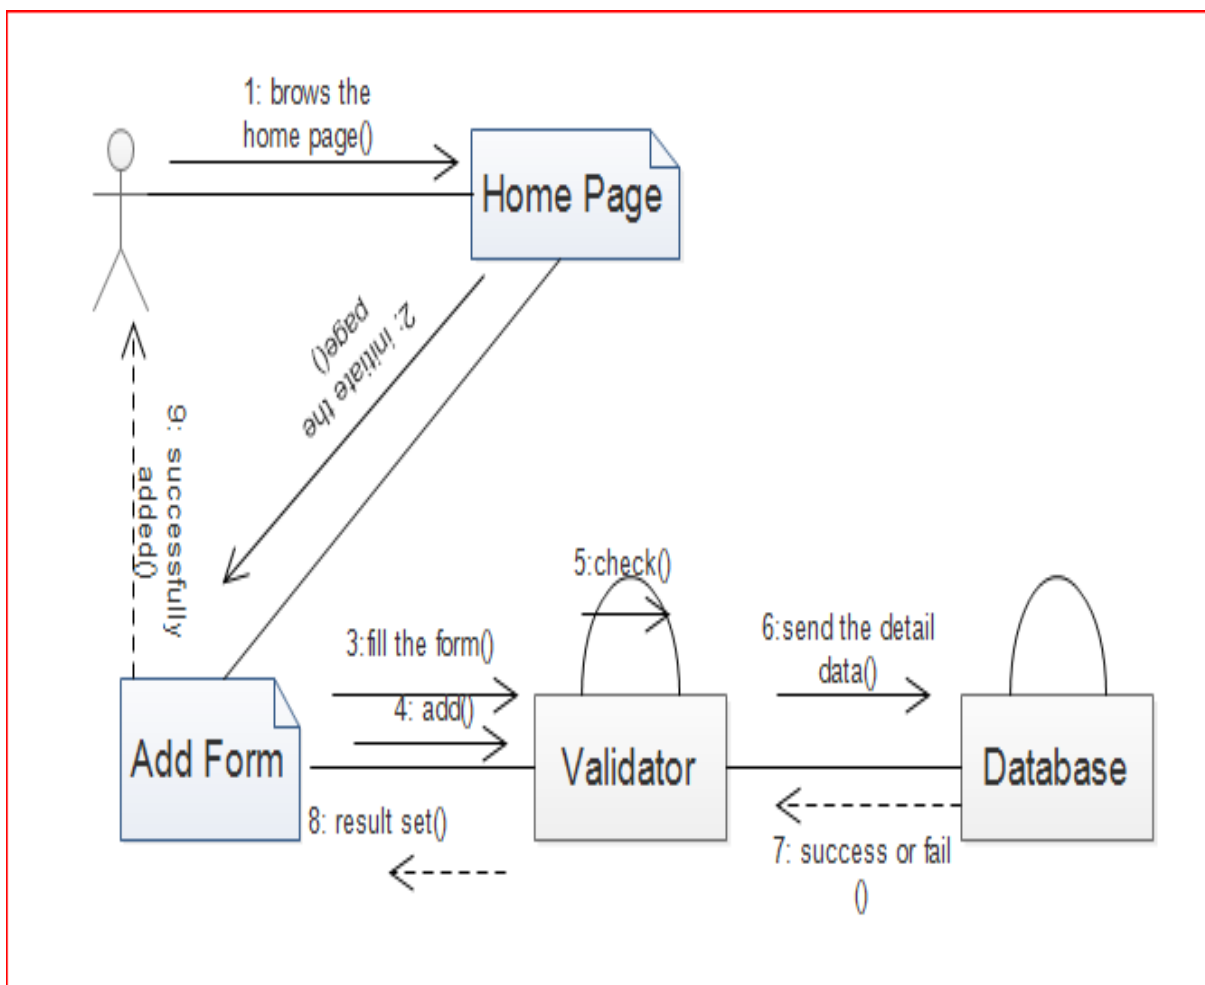 1: brows the
home page()
Home Page
2: initiate the
page()
9: successfully
added()
5:check()
3:fill the form()
6:send the detail
data()
4: add()
Add Form
Validator
Database
8: result set()
7: success or fail
()